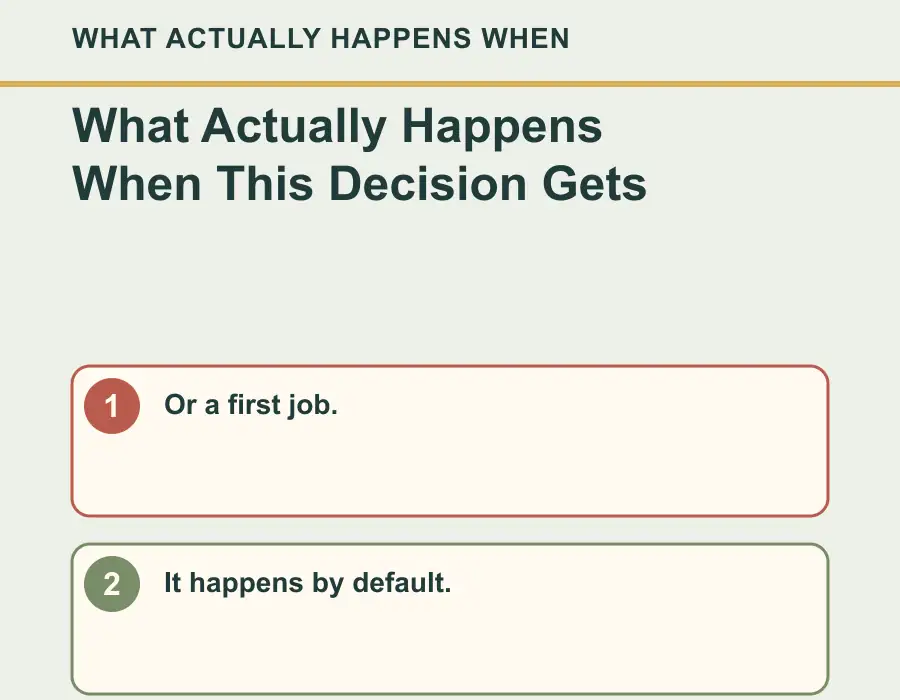 WHAT ACTUALLY HAPPENS WHEN
What Actually Happens
When This Decision Gets
1
Or a first job.
2
It happens by default.